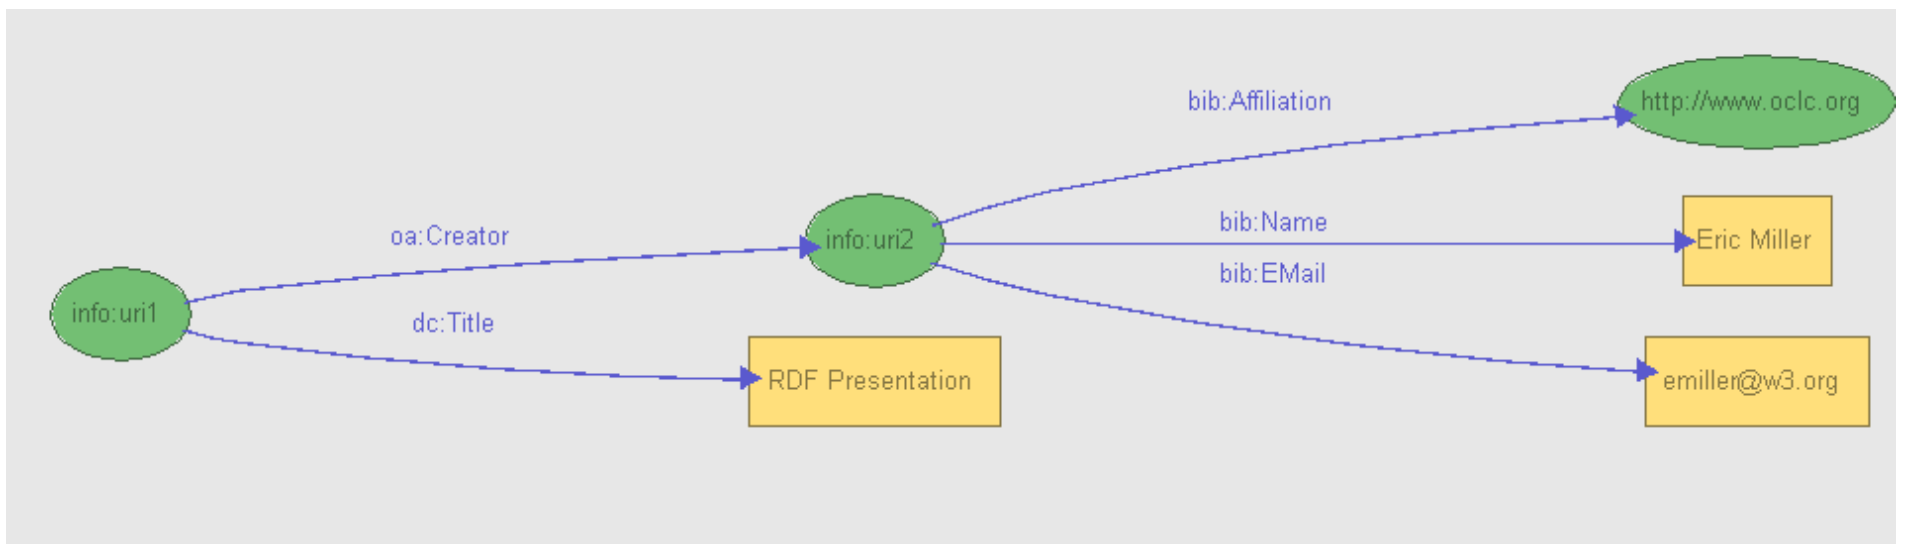 bib:Affiliation
http://www.oclc.org
oa:Creator
info:uri2
bib:Name
Eric Miller
bib:EMail
info:uri1
dc:Title
RDF Presentation
emiller@w3.org